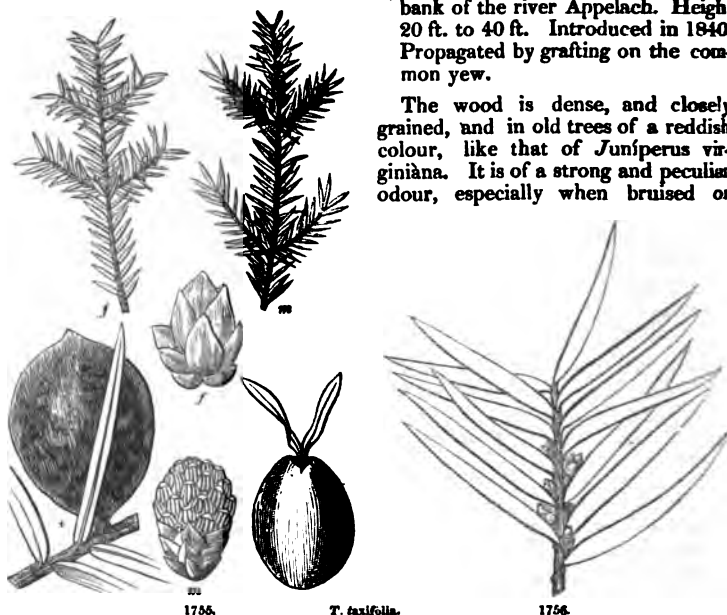 bank of the river Appelach. Heigh
20 ft. to 40 ft. Introduced in 1840
Propagated by grafting on the com-
mon yew.
The wood is dense, and closely
grained, and in old trees of a reddish
colour, like that of Juníperus vir-
giniàna. It is of a strong and peculiar
odour, especially when bruised or
f
m
f
m
1755.
T. taxifolia.
1756.